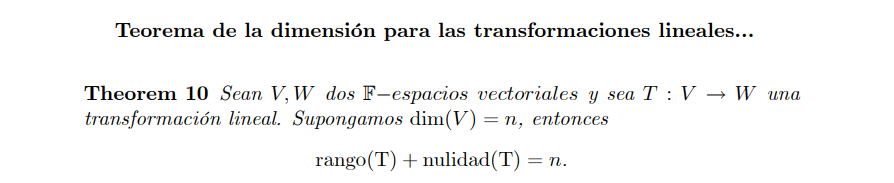 Teorema de la dimensión para las transformaciones lineales...
Theorem 10 Sean V, W dos 𝔽−espacios vectoriales y sea T : V → W una
transformación lineal. Supongamos dim(V) = n, entonces
rango(T) + nulidad(T) = n.